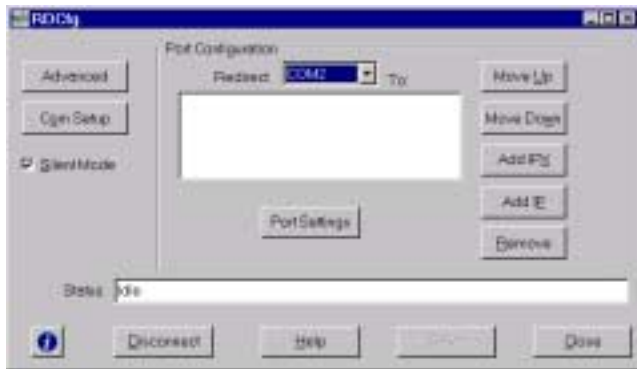 RDCfg
Port Configuration
Advanced
Redirect COM2 To:
Move Up
Com Setup
Move Down
Silent Mode
Add IPX
Add IE
Port Settings
Remove
Status Idle
Disconnect
Help
Close